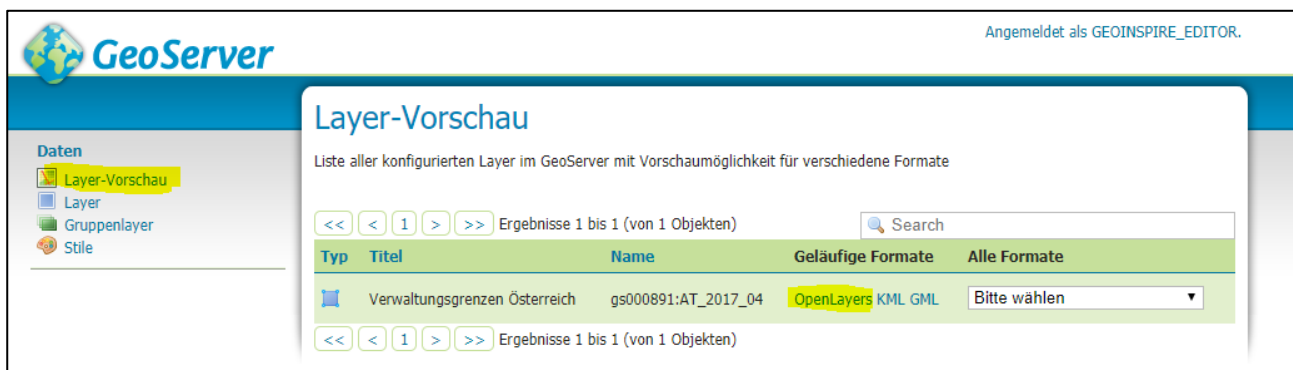 GeoServer
Angemeldet als GEOINSPIRE_EDITOR.
Daten
Layer-Vorschau
Layer
Gruppenlayer
Stile
Layer-Vorschau
Liste aller konfigurierten Layer im GeoServer mit Vorschaumöglichkeit für verschiedene Formate
<< < 1 > >> Ergebnisse 1 bis 1 (von 1 Objekten) Search
Typ Titel Name Geläufige Formate Alle Formate
Verwaltungsgrenzen Österreich gs000891:AT_2017_04 OpenLayers KML GML Bitte wählen
<< < 1 > >> Ergebnisse 1 bis 1 (von 1 Objekten)